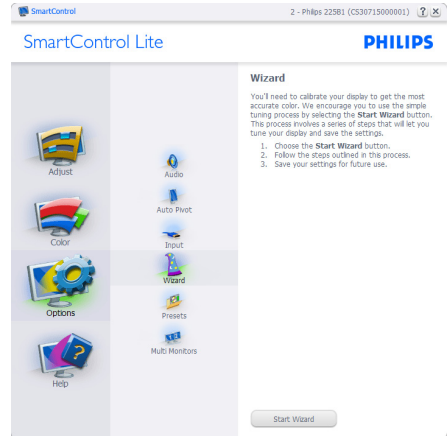 SmartControl
2 - Philips 225B1 (CS30715000001)
?
X
SmartControl Lite
PHILIPS
Adjust
Color
Options
Help
Audio
Auto Pivot
Input
Wizard
Presets
Multi Monitors
Wizard
You'll need to calibrate your display to get the most
accurate color. We encourage you to use the simple
tuning process by selecting the Start Wizard button.
This process involves a series of steps that will let you
tune your display and save the settings.
1. Choose the Start Wizard button.
2. Follow the steps outlined in this process.
3. Save your settings for future use.
Start Wizard